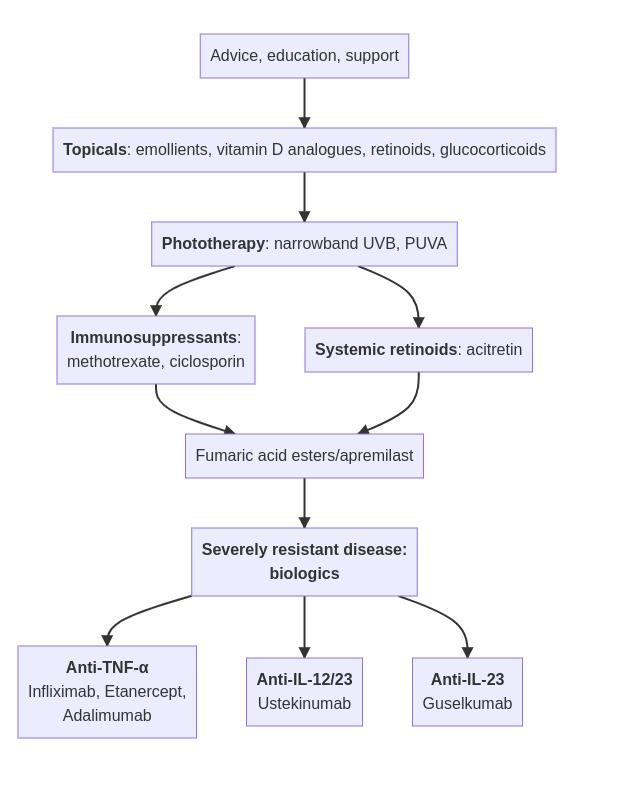 Advice, education, support
Topicals: emollients, vitamin D analogues, retinoids, glucocorticoids
Phototherapy: narrowband UVB, PUVA
Immunosuppressants:
methotrexate, ciclosporin
Systemic retinoids: acitretin
Fumaric acid esters/apremilast
Severely resistant disease:
biologics
Anti-TNF-α
Infliximab, Etanercept,
Adalimumab
Anti-IL-12/23
Ustekinumab
Anti-IL-23
Guselkumab